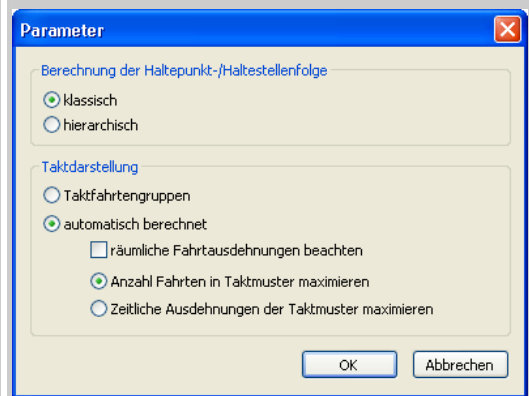 Parameter
Berechnung der Haltepunkt-/Haltestellenfolge
klassisch
hierarchisch
Taktdarstellung
Taktfahrtengruppen
automatisch berechnet
räumliche Fahrtausdehnungen beachten
Anzahl Fahrten in Taktmuster maximieren
Zeitliche Ausdehnungen der Taktmuster maximieren
OK Abbrechen